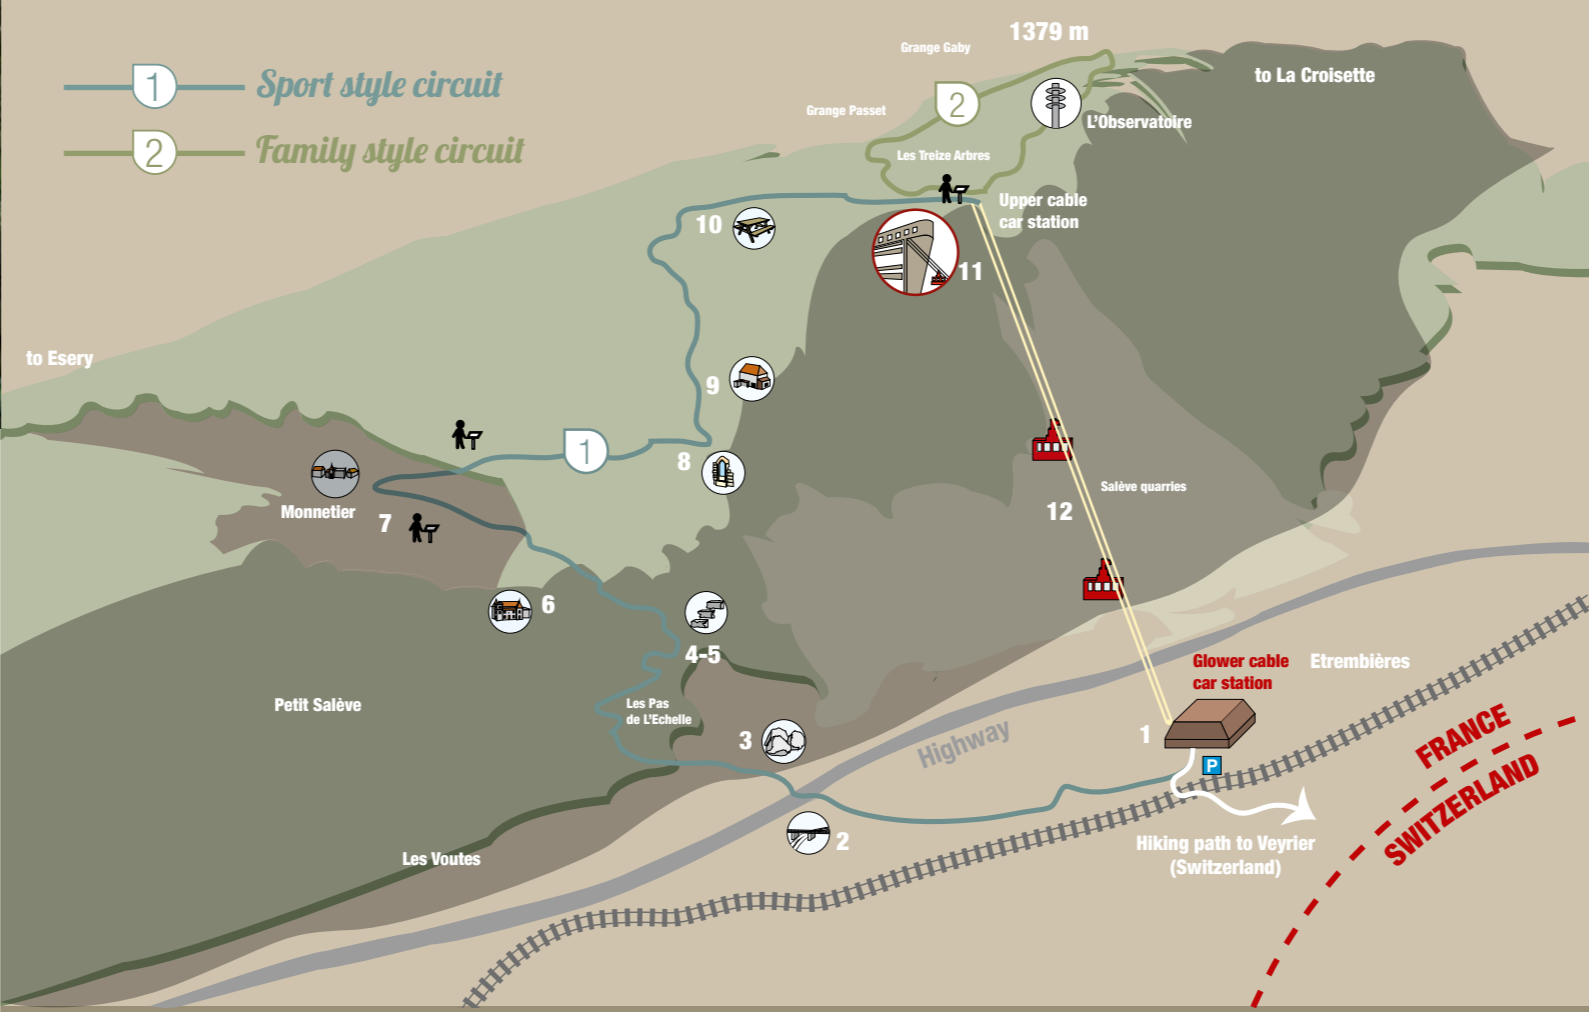 1379 m
Grange Gaby
1
Sport style circuit
to La Croisette
2
Grange Passet
L'Observatoire
2
Family style circuit
Les Treize Arbres
Upper cable
car station
10
11
to Esery
9
1
8
Salève quarries
Monnetier
7
12
6
4-5
Glower cable
car station
Etrembières
Petit Salève
Les Pas
de L'Echelle
3
Highway
1
FRANCE
P
SWITZERLAND
2
Hiking path to Veyrier
(Switzerland)
Les Voutes